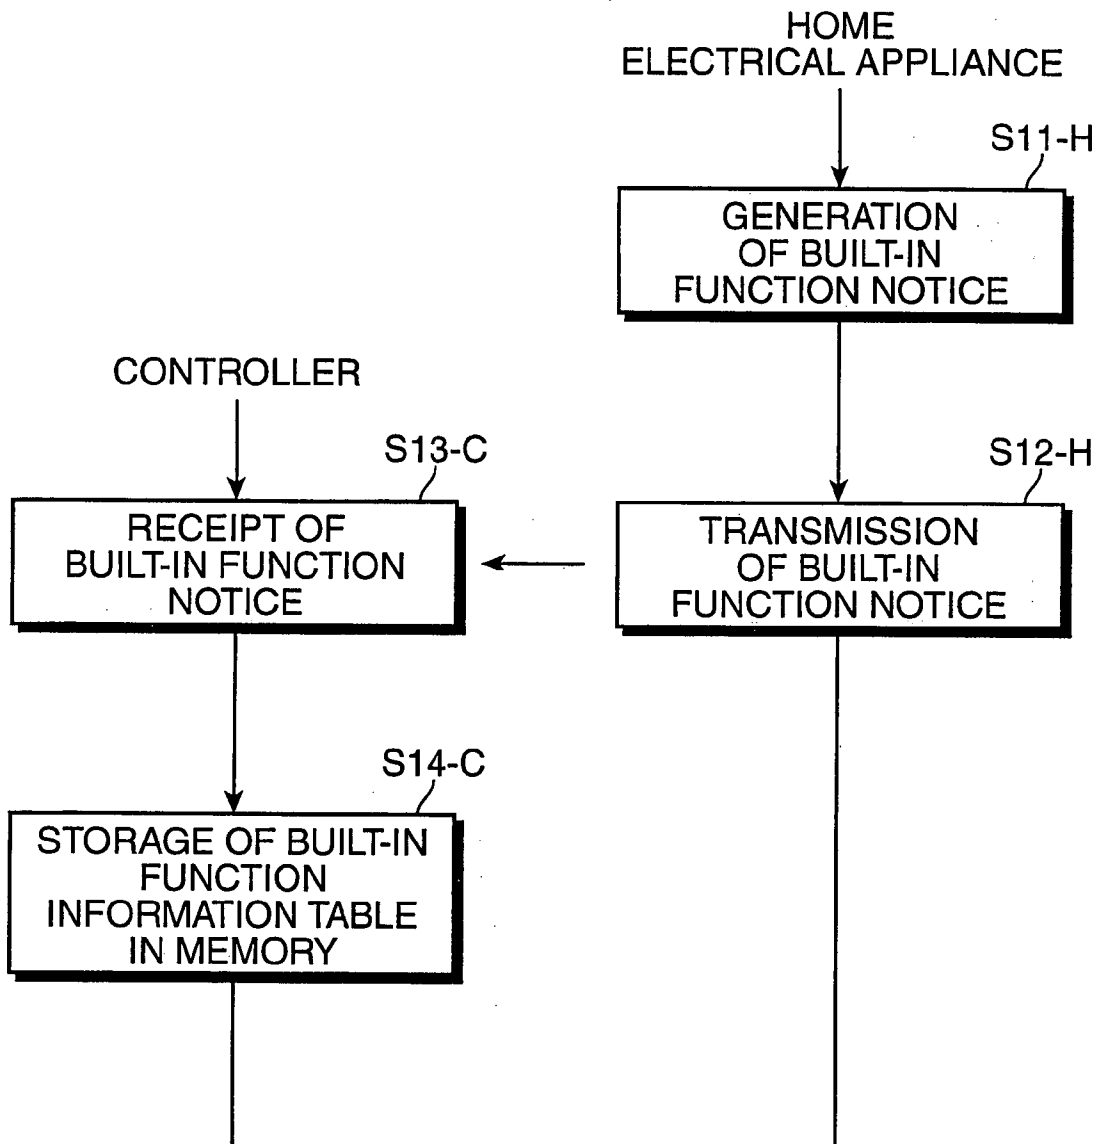 HOME
ELECTRICAL APPLIANCE
S11-H
GENERATION
OF BUILT-IN
FUNCTION NOTICE
CONTROLLER
S13-C
RECEIPT OF
BUILT-IN FUNCTION
NOTICE
S12-H
TRANSMISSION
OF BUILT-IN
FUNCTION NOTICE
S14-C
STORAGE OF BUILT-IN
FUNCTION
INFORMATION TABLE
IN MEMORY